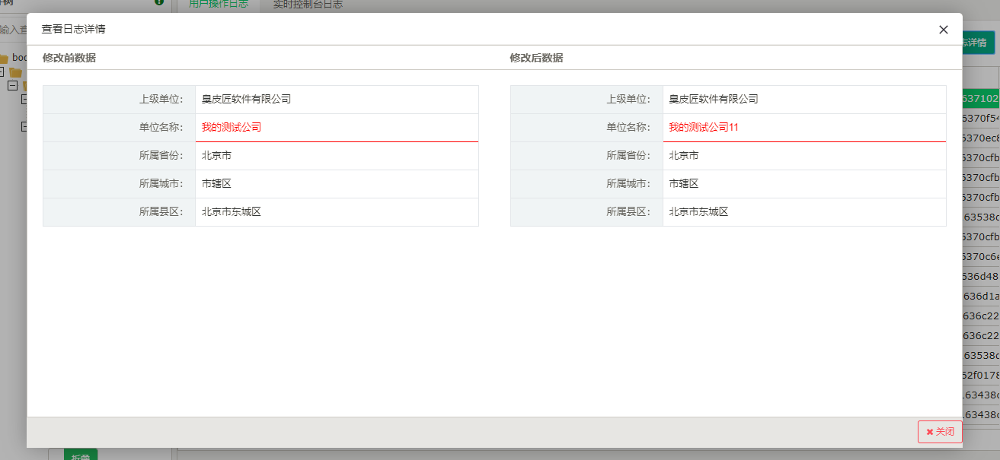 用户操作日志 实时控制台日志
查看日志详情
志详情
修改前数据 修改后数据
上级单位: 臭皮匠软件有限公司 上级单位: 臭皮匠软件有限公司
单位名称: 我的测试公司 单位名称: 我的测试公司11
所属省份: 北京市 所属省份: 北京市
所属城市: 市辖区 所属城市: 市辖区
所属县区: 北京市东城区 所属县区: 北京市东城区
637102
6370f54
6370ec8
6370cfb
6370cfb
6370cfb
63538c
6370cfb
6370c6e
636d48
636d1a
636c22
636c22
63538c
62f0178
63438c
63438c
关闭
折叠